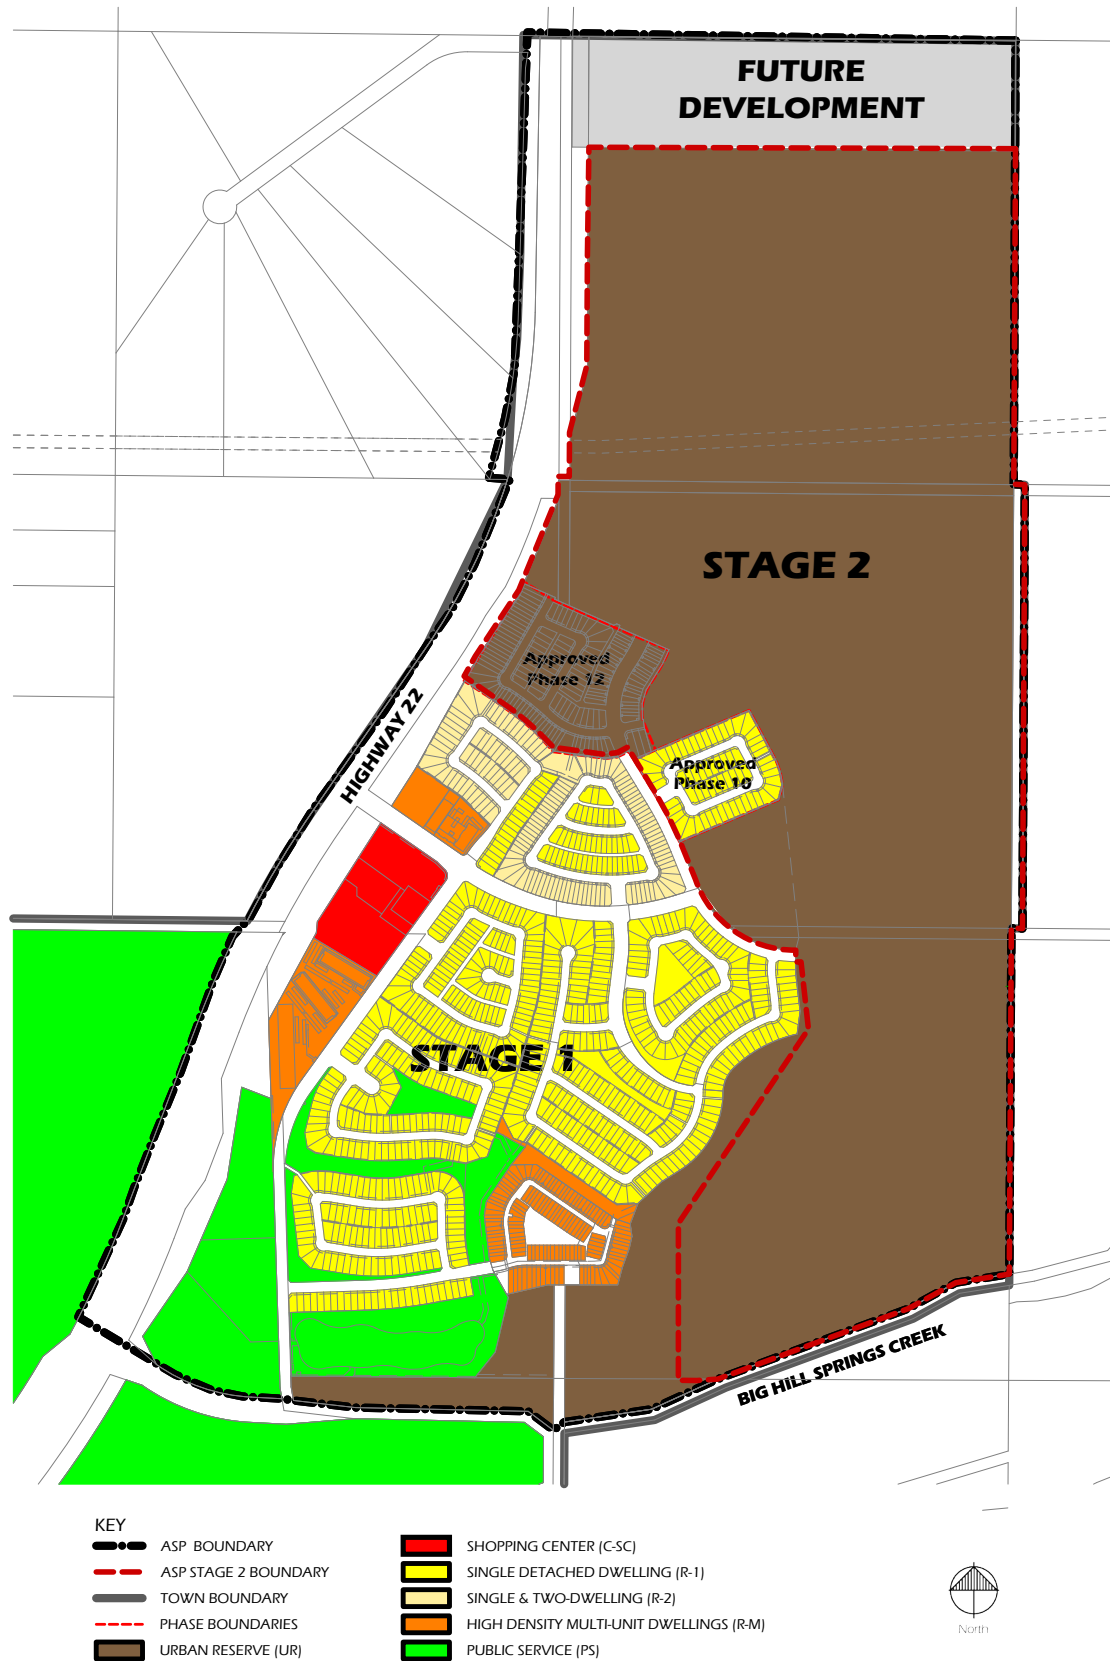 FUTURE
DEVELOPMENT
STAGE 2
Approved
Phase 12
HIGHWAY 22
Approved
Phase 10
STAGE 1
BIG HILL SPRINGS CREEK
KEY
ASP BOUNDARY
ASP STAGE 2 BOUNDARY
TOWN BOUNDARY
PHASE BOUNDARIES
URBAN RESERVE (UR)
SHOPPING CENTER (C-SC)
SINGLE DETACHED DWELLING (R-1)
SINGLE & TWO-DWELLING (R-2)
HIGH DENSITY MULTI-UNIT DWELLINGS (R-M)
PUBLIC SERVICE (PS)
North